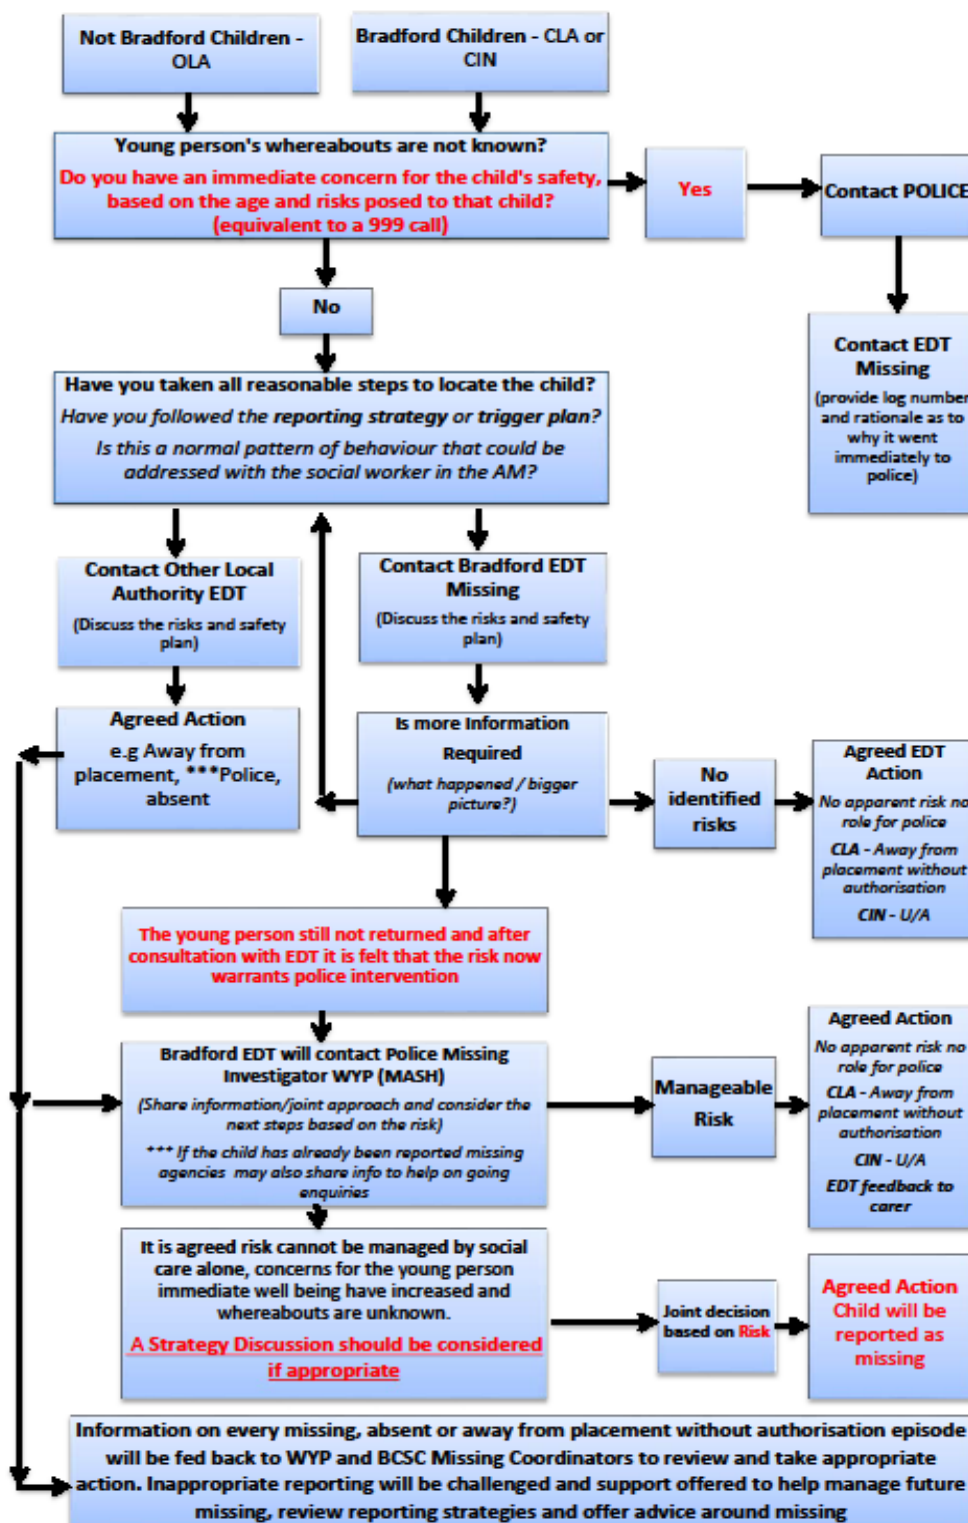 Not Bradford Children -
OLA
Bradford Children - CLA or
CIN
Young person's whereabouts are not known?
Do you have an immediate concern for the child's safety,
based on the age and risks posed to that child?
(equivalent to a 999 call)
Yes
Contact POLICE
No
Contact EDT
Missing
(provide log number
and rationale as to
why it went
immediately to
police)
Have you taken all reasonable steps to locate the child?
Have you followed the reporting strategy or trigger plan?
Is this a normal pattern of behaviour that could be
addressed with the social worker in the AM?
Contact Other Local
Authority EDT
(Discuss the risks and safety
plan)
Contact Bradford EDT
Missing
(Discuss the risks and safety
plan)
Agreed Action
e.g Away from
placement, ***Police,
absent
Is more Information
Required
(what happened / bigger
picture?)
No
identified
risks
Agreed EDT
Action
No apparent risk no
role for police
CLA - Away from
placement without
authorisation
CIN - U/A
The young person still not returned and after
consultation with EDT it is felt that the risk now
warrants police intervention
Bradford EDT will contact Police Missing
Investigator WYP (MASH)
(Share information/joint approach and consider the
next steps based on the risk)
*** If the child has already been reported missing
agencies may also share info to help on going
enquiries
Manageable
Risk
Agreed Action
No apparent risk no
role for police
CLA - Away from
placement without
authorisation
CIN - U/A
EDT feedback to
carer
It is agreed risk cannot be managed by social
care alone, concerns for the young person
immediate well being have increased and
whereabouts are unknown.
A Strategy Discussion should be considered
if appropriate
Joint decision
based on Risk
Agreed Action
Child will be
reported as
missing
Information on every missing, absent or away from placement without authorisation episode
will be fed back to WYP and BCSC Missing Coordinators to review and take appropriate
action. Inappropriate reporting will be challenged and support offered to help manage future
missing, review reporting strategies and offer advice around missing